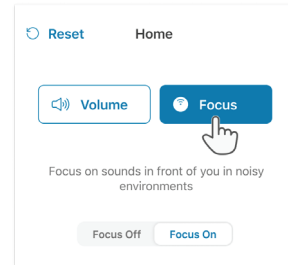 Reset Home
Volume Focus
Focus on sounds in front of you in noisy
environments
Focus Off Focus On